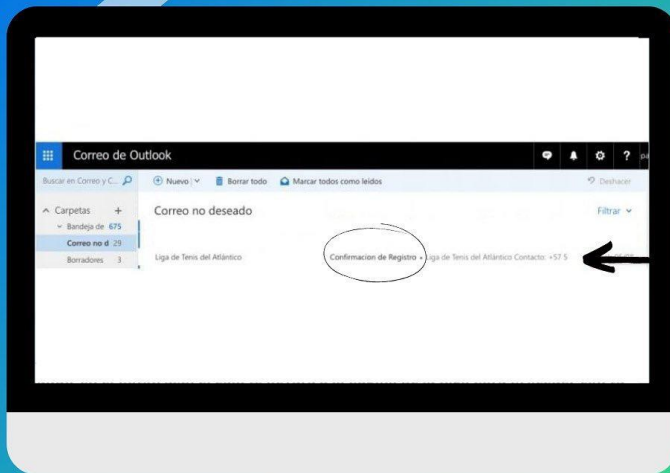 Correo de Outlook
Buscar en Correo y C...
Nuevo
Borrar todo
Marcar todos como leídos
Deshacer
Carpetas
Bandeja de 675
Correo no d 29
Borradores 3
Correo no deseado
Filtrar
Liga de Tenis del Atlántico
Confirmacion de Registro • Liga de Tenis del Atlántico Contacto: +57 5